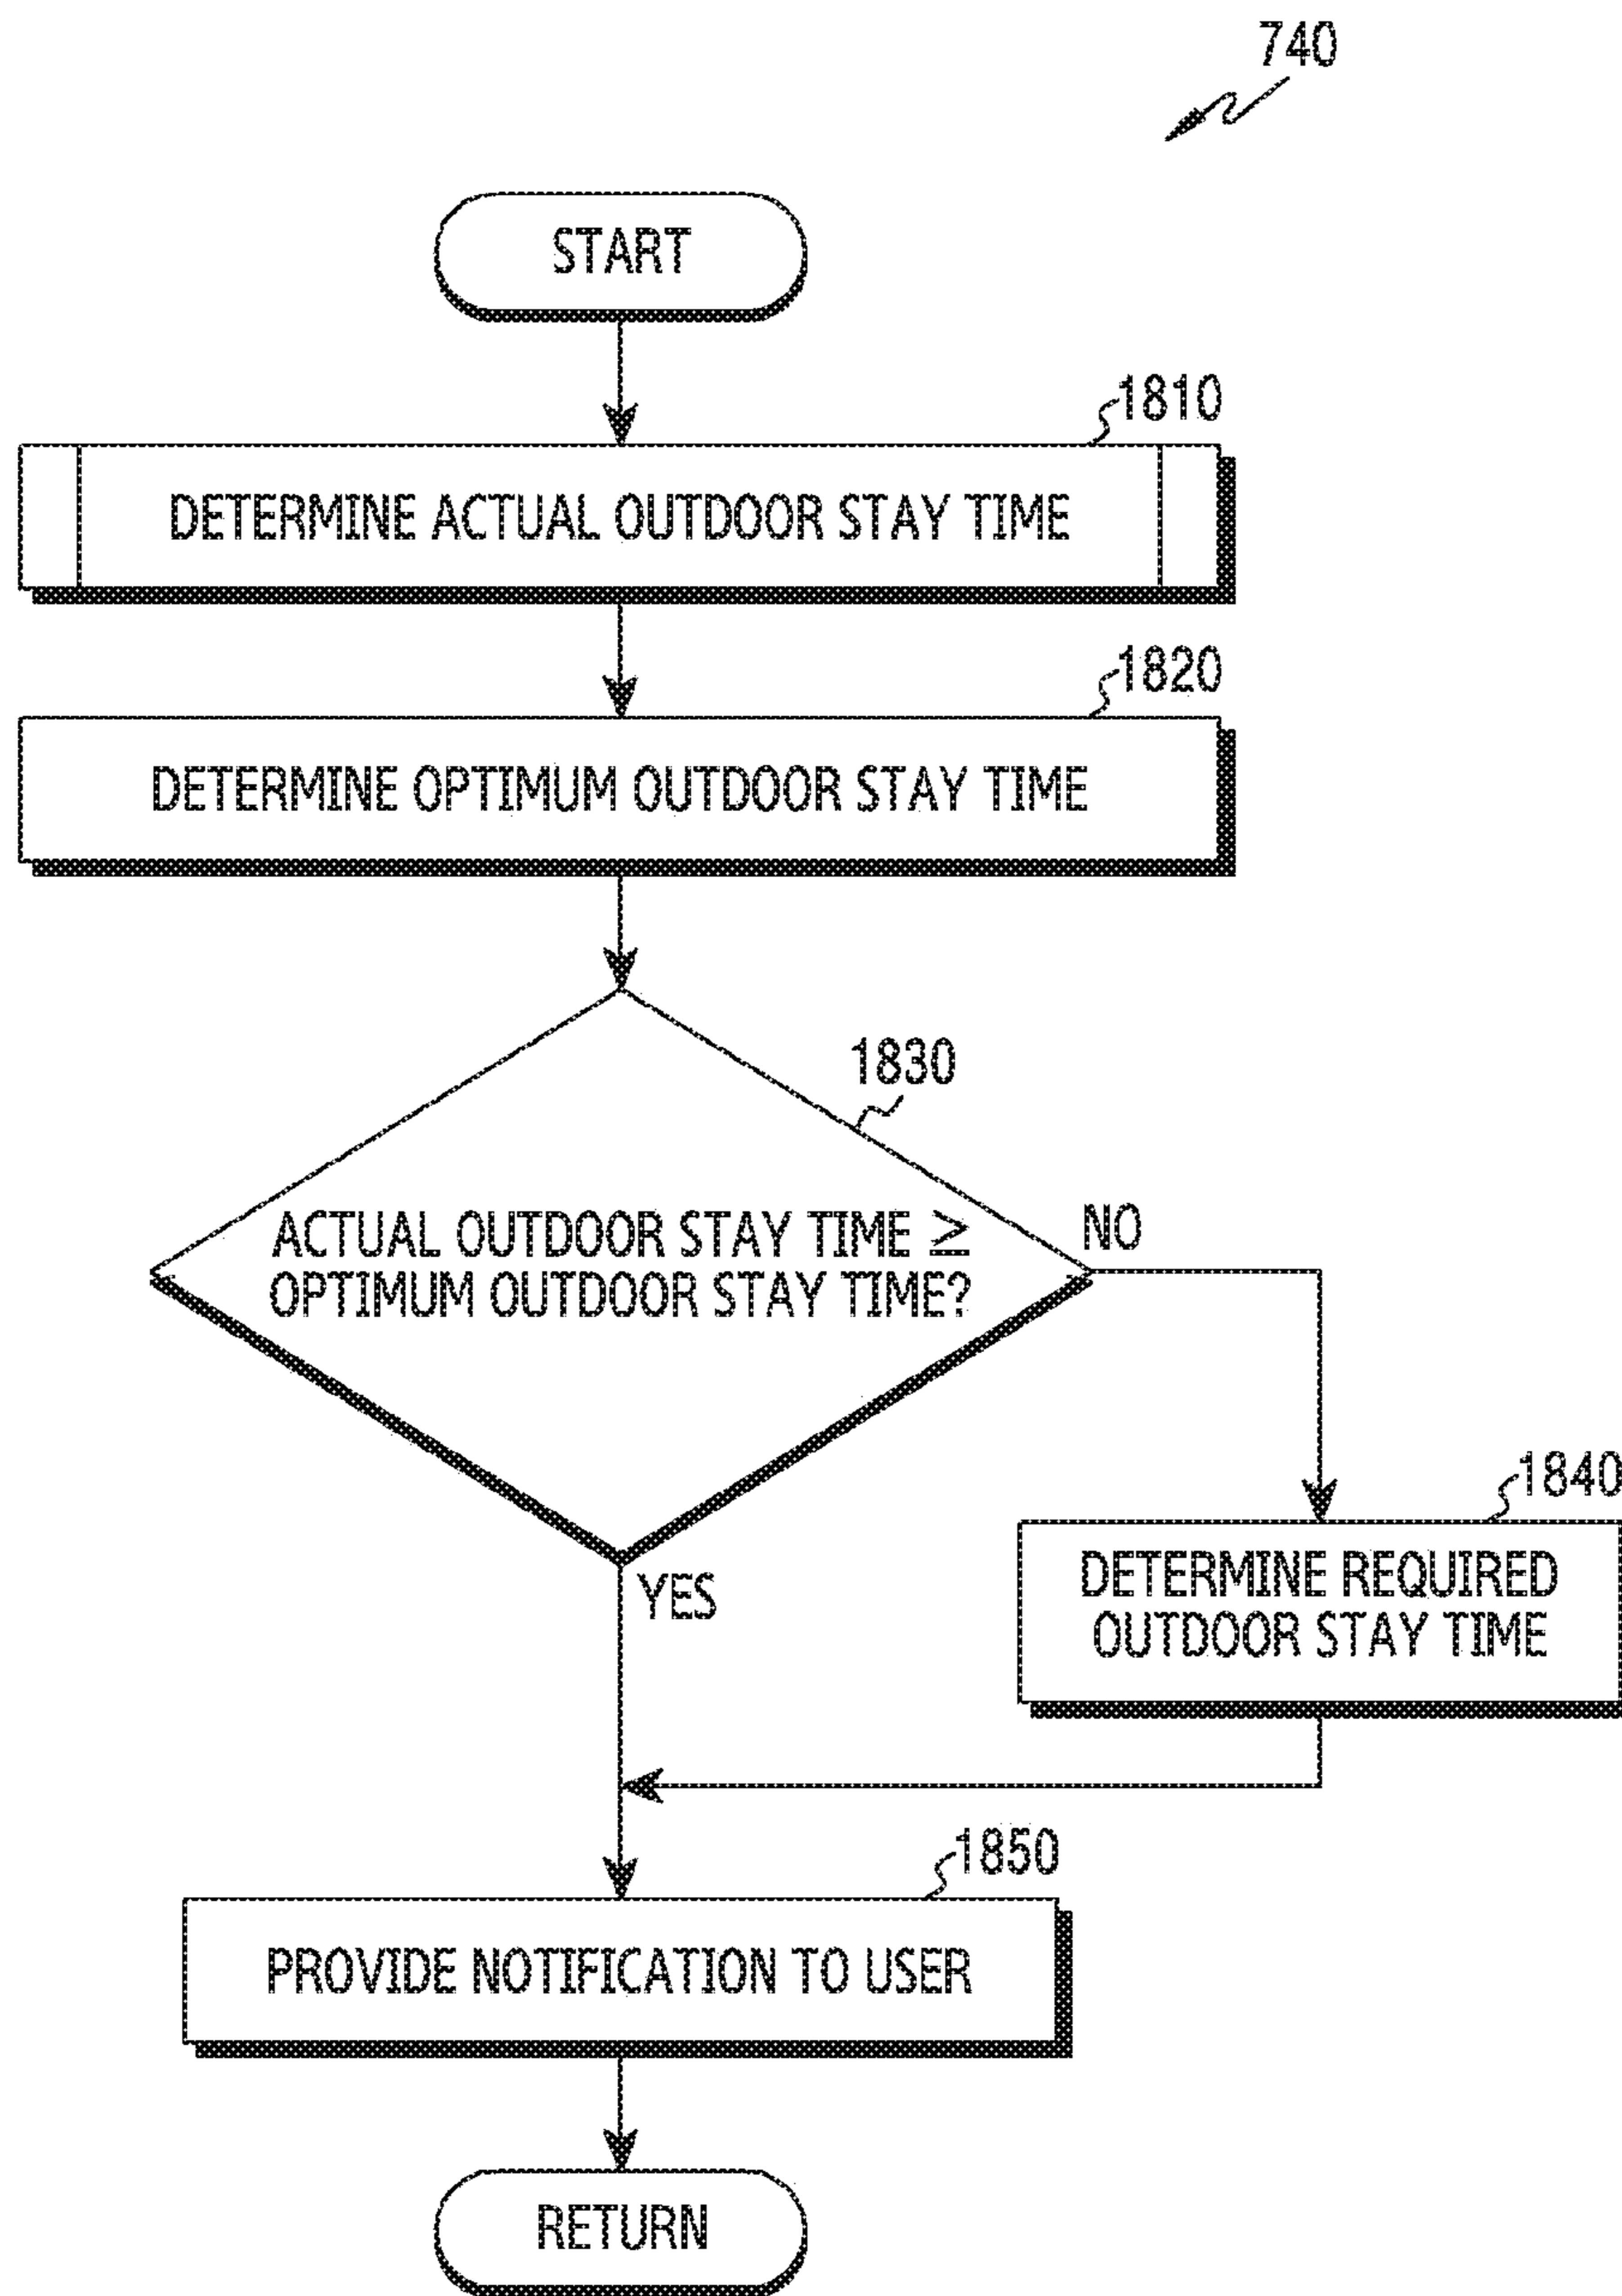 740
START
1810
DETERMINE ACTUAL OUTDOOR STAY TIME
1820
DETERMINE OPTIMUM OUTDOOR STAY TIME
1830
ACTUAL OUTDOOR STAY TIME ≥
OPTIMUM OUTDOOR STAY TIME?
NO
YES
1840
DETERMINE REQUIRED
OUTDOOR STAY TIME
1850
PROVIDE NOTIFICATION TO USER
RETURN